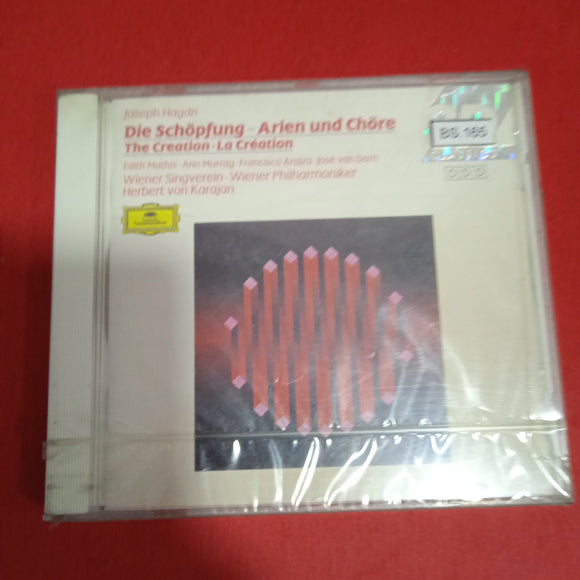 Joseph Haydn
Die Schöpfung - Arien und Chöre
The Creation · La Création
Edith Mathis · Ann Murray · Francisco Araiza · José van Dam
Wiener Singverein · Wiener Philharmoniker
Herbert von Karajan
BS.165
DDD